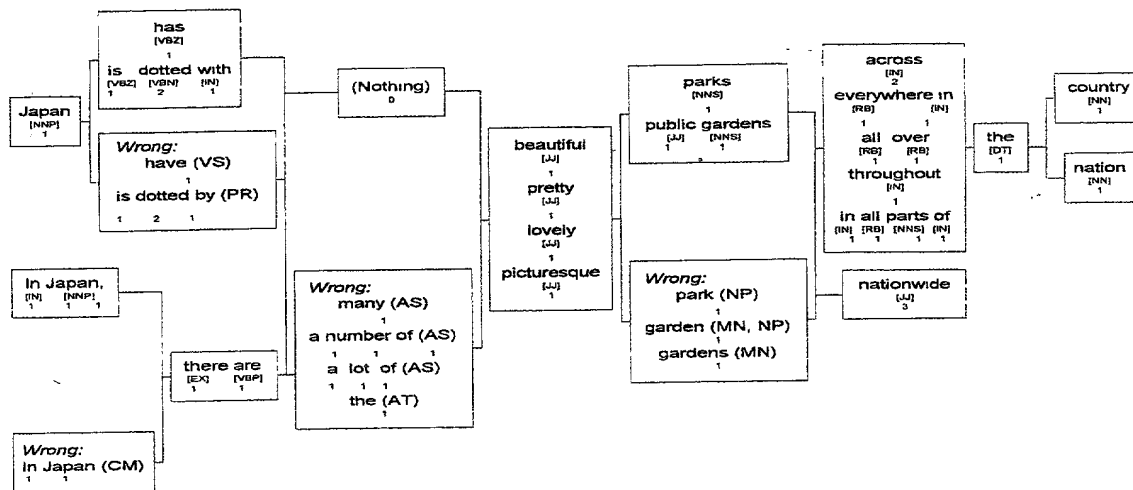 has
[VBZ]
1
is dotted with
[VBZ] [VBN] [IN]
1 2 1
Japan
[NNP]
1
Wrong:
have (VS)
1
is dotted by (PR)
1 2 1
In Japan,
[IN] [NNP]
1 1 1
Wrong:
In Japan (CM)
1 1
there are
[EX] [VBP]
1 1
(Nothing)
0
Wrong:
many (AS)
1
a number of (AS)
1 1 1
a lot of (AS)
1 1 1
the (AT)
1
beautiful
[JJ]
1
pretty
[JJ]
1
lovely
[JJ]
1
picturesque
[JJ]
1
parks
[NNS]
1
public gardens
[JJ] [NNS]
1 1
Wrong:
park (NP)
1
garden (MN, NP)
1
gardens (MN)
1
across
[IN]
2
everywhere in
[RB] [IN]
1 1
all over
[RB] [RB]
1 1
throughout
[IN]
1
in all parts of
[IN] [RB] [NNS] [IN]
1 1 1 1
nationwide
[JJ]
3
the
[DT]
1
country
[NN]
1
nation
[NN]
1